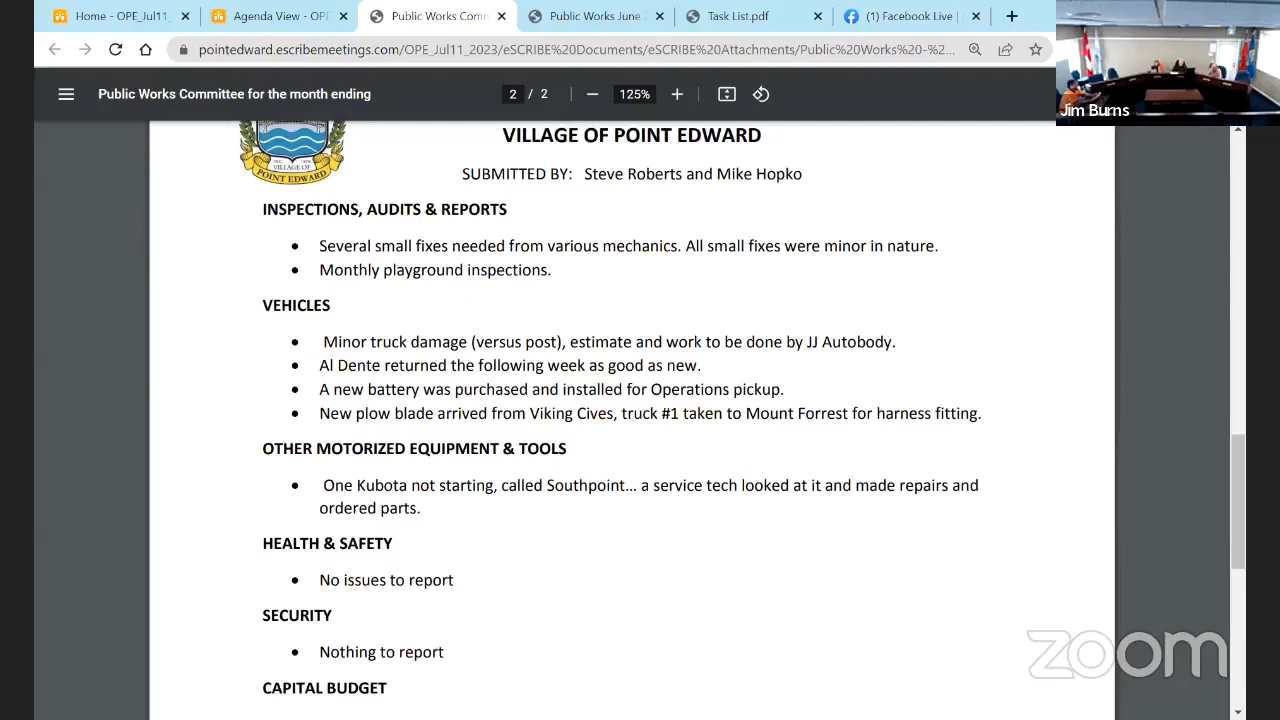 Home - OPE_Jul11_
Agenda View - OPE
Public Works Com
Public Works June
Task List.pdf
(1) Facebook Live
pointedward.escribemeetings.com/OPE_Jul11_2023/eSCRIBE%20Documents/eSCRIBE%20Attachments/Public%20Works%20-%2...
Public Works Committee for the month ending
2 / 2
125%
Jim Burns
VILLAGE OF
POINT EDWARD
VILLAGE OF POINT EDWARD
SUBMITTED BY: Steve Roberts and Mike Hopko
INSPECTIONS, AUDITS & REPORTS
• Several small fixes needed from various mechanics. All small fixes were minor in nature.
• Monthly playground inspections.
VEHICLES
• Minor truck damage (versus post), estimate and work to be done by JJ Autobody.
• Al Dente returned the following week as good as new.
• A new battery was purchased and installed for Operations pickup.
• New plow blade arrived from Viking Cives, truck #1 taken to Mount Forrest for harness fitting.
OTHER MOTORIZED EQUIPMENT & TOOLS
• One Kubota not starting, called Southpoint... a service tech looked at it and made repairs and
ordered parts.
HEALTH & SAFETY
• No issues to report
SECURITY
• Nothing to report
zoom
CAPITAL BUDGET